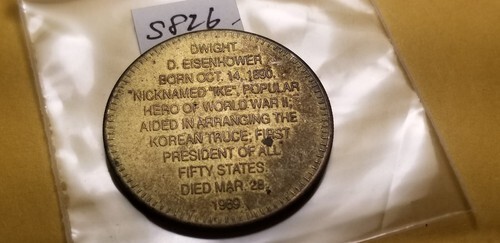 S826
DWIGHT
D. EISENHOWER
BORN OCT. 14, 1890.
"NICKNAMED "IKE", POPULAR
HERO OF WORLD WAR II;
AIDED IN ARRANGING THE
KOREAN TRUCE; FIRST
PRESIDENT OF ALL
FIFTY STATES.
DIED MAR. 28,
1969.